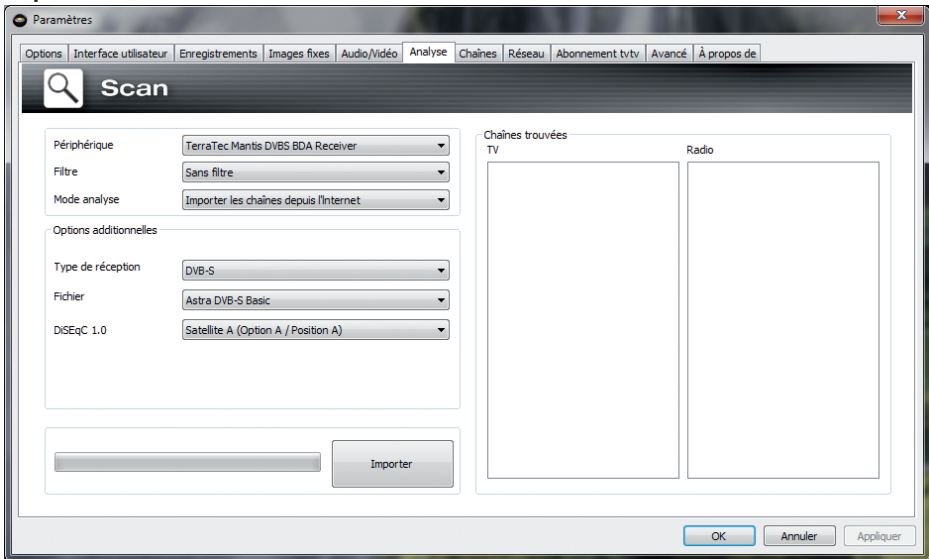 Paramètres
Options Interface utilisateur Enregistrements Images fixes Audio/Vidéo Analyse Chaînes Réseau Abonnement tvtv Avancé À propos de
Scan
Périphérique TerraTec Mantis DVBS BDA Receiver
Filtre Sans filtre
Mode analyse Importer les chaînes depuis l'Internet
Options additionnelles
Type de réception DVB-S
Fichier Astra DVB-S Basic
DiSEqC 1.0 Satellite A (Option A / Position A)
Importer
Chaînes trouvées
TV Radio
OK Annuler Appliquer